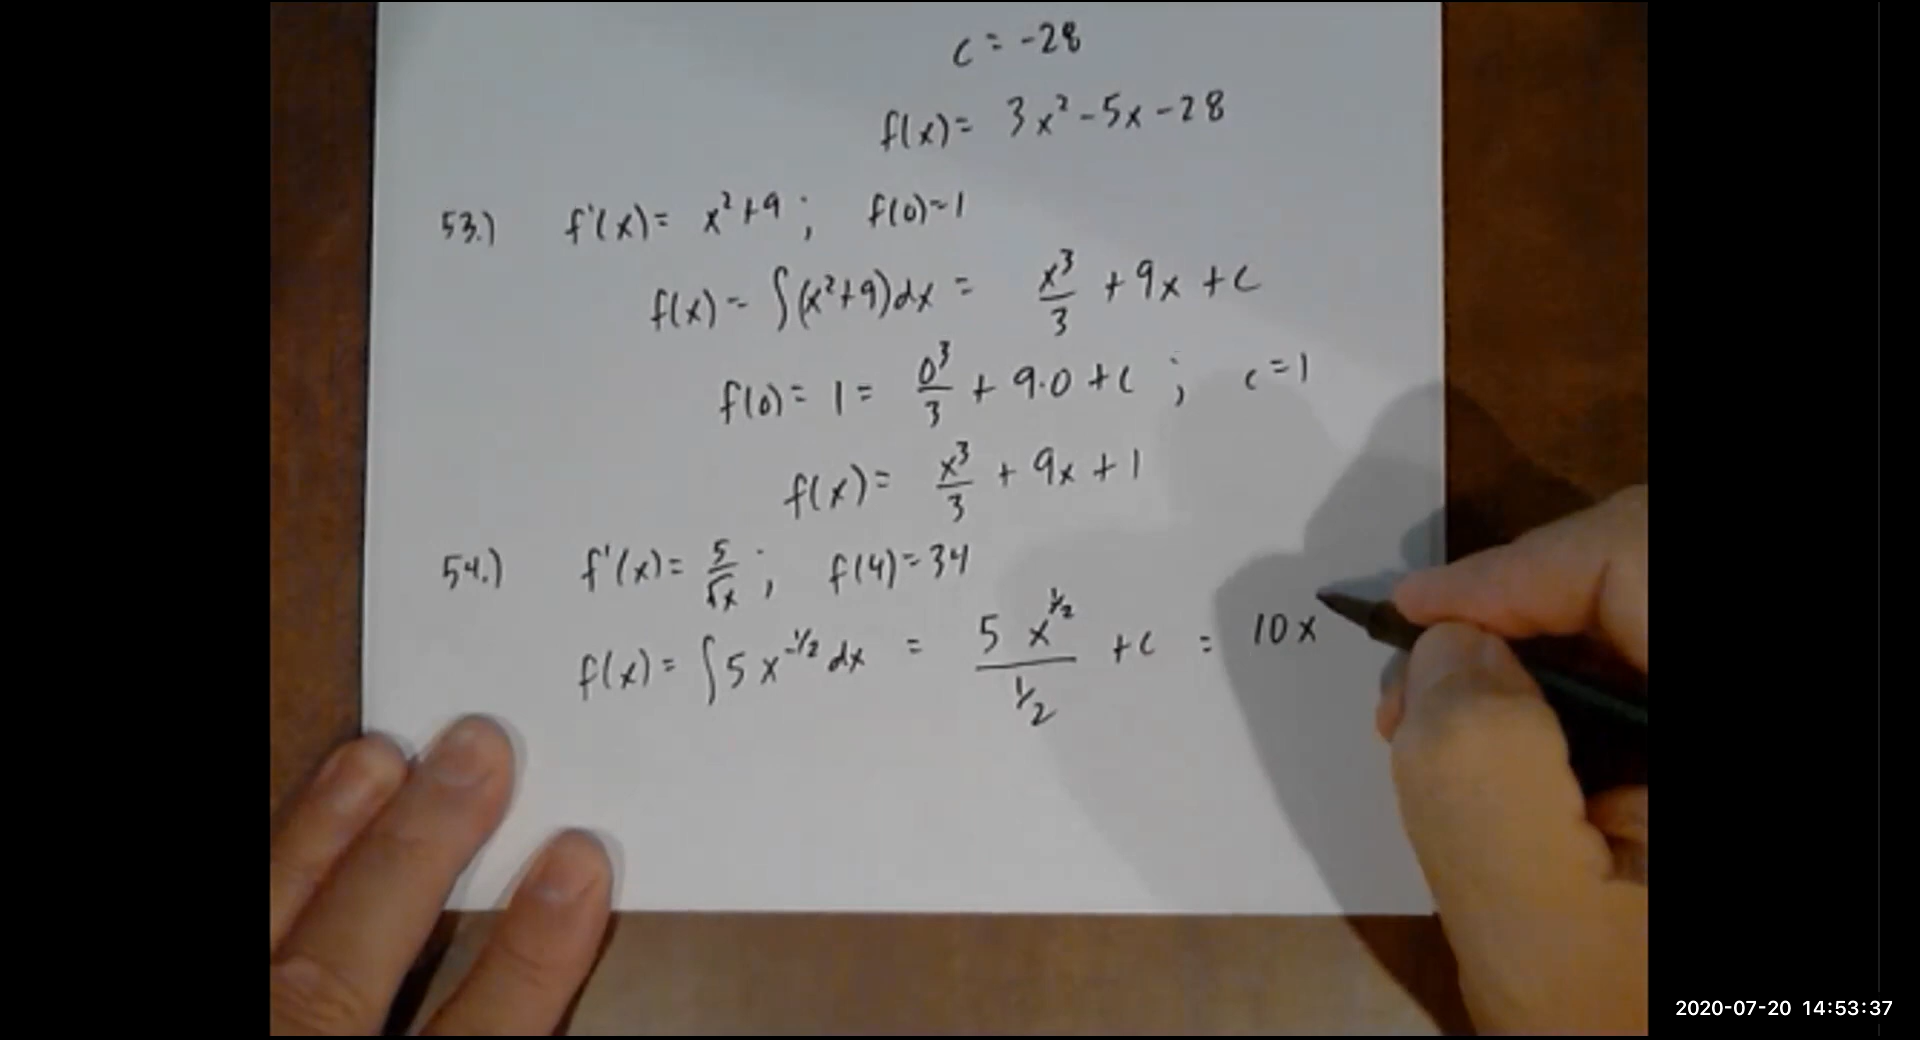 c = -28
f(x) = 3x² - 5x - 28
53.) f'(x) = x² + 9 ; f(0) = 1
f(x) = ∫(x² + 9)dx = x³/3 + 9x + c
f(0) = 1 = 0³/3 + 9·0 + c ; c = 1
f(x) = x³/3 + 9x + 1
54.) f'(x) = 5/√x ; f(4) = 34
f(x) = ∫5x^(-1/2) dx = 5x^(1/2)/(1/2) + c = 10x
2020-07-20 14:53:37